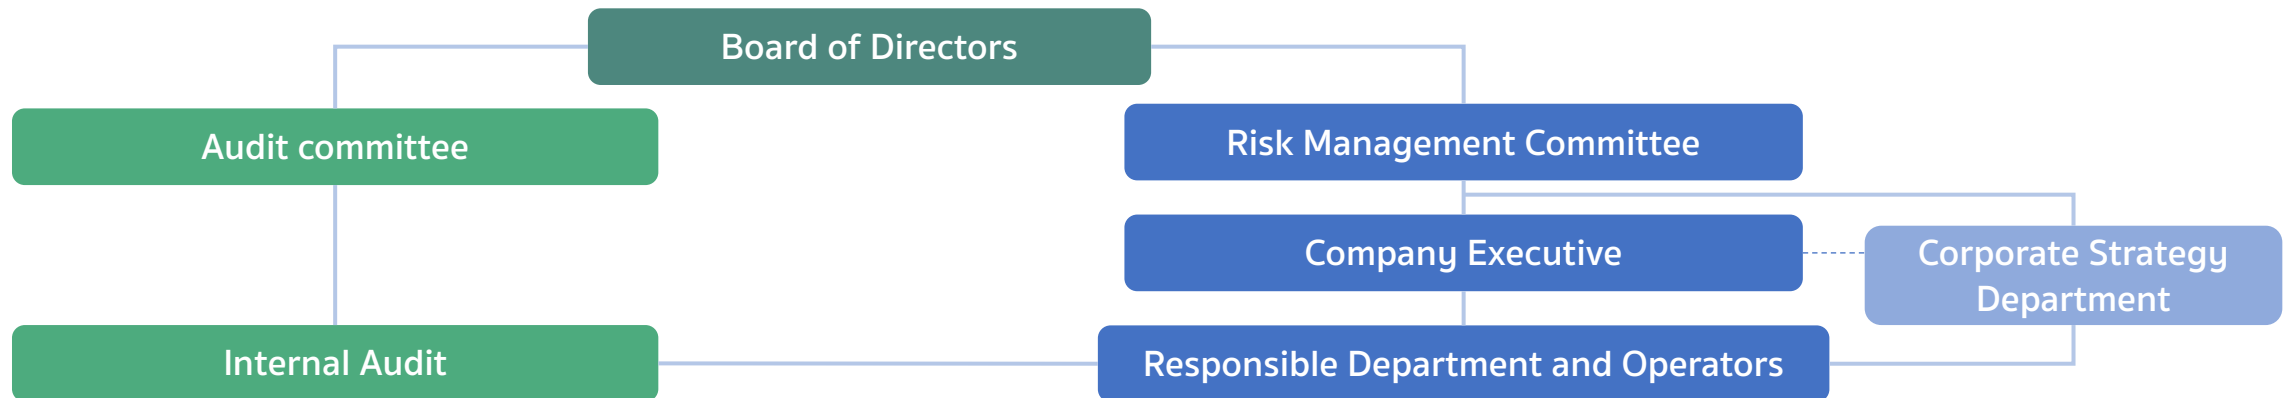 Board of Directors
Audit committee
Risk Management Committee
Company Executive
Corporate Strategy
Department
Internal Audit
Responsible Department and Operators